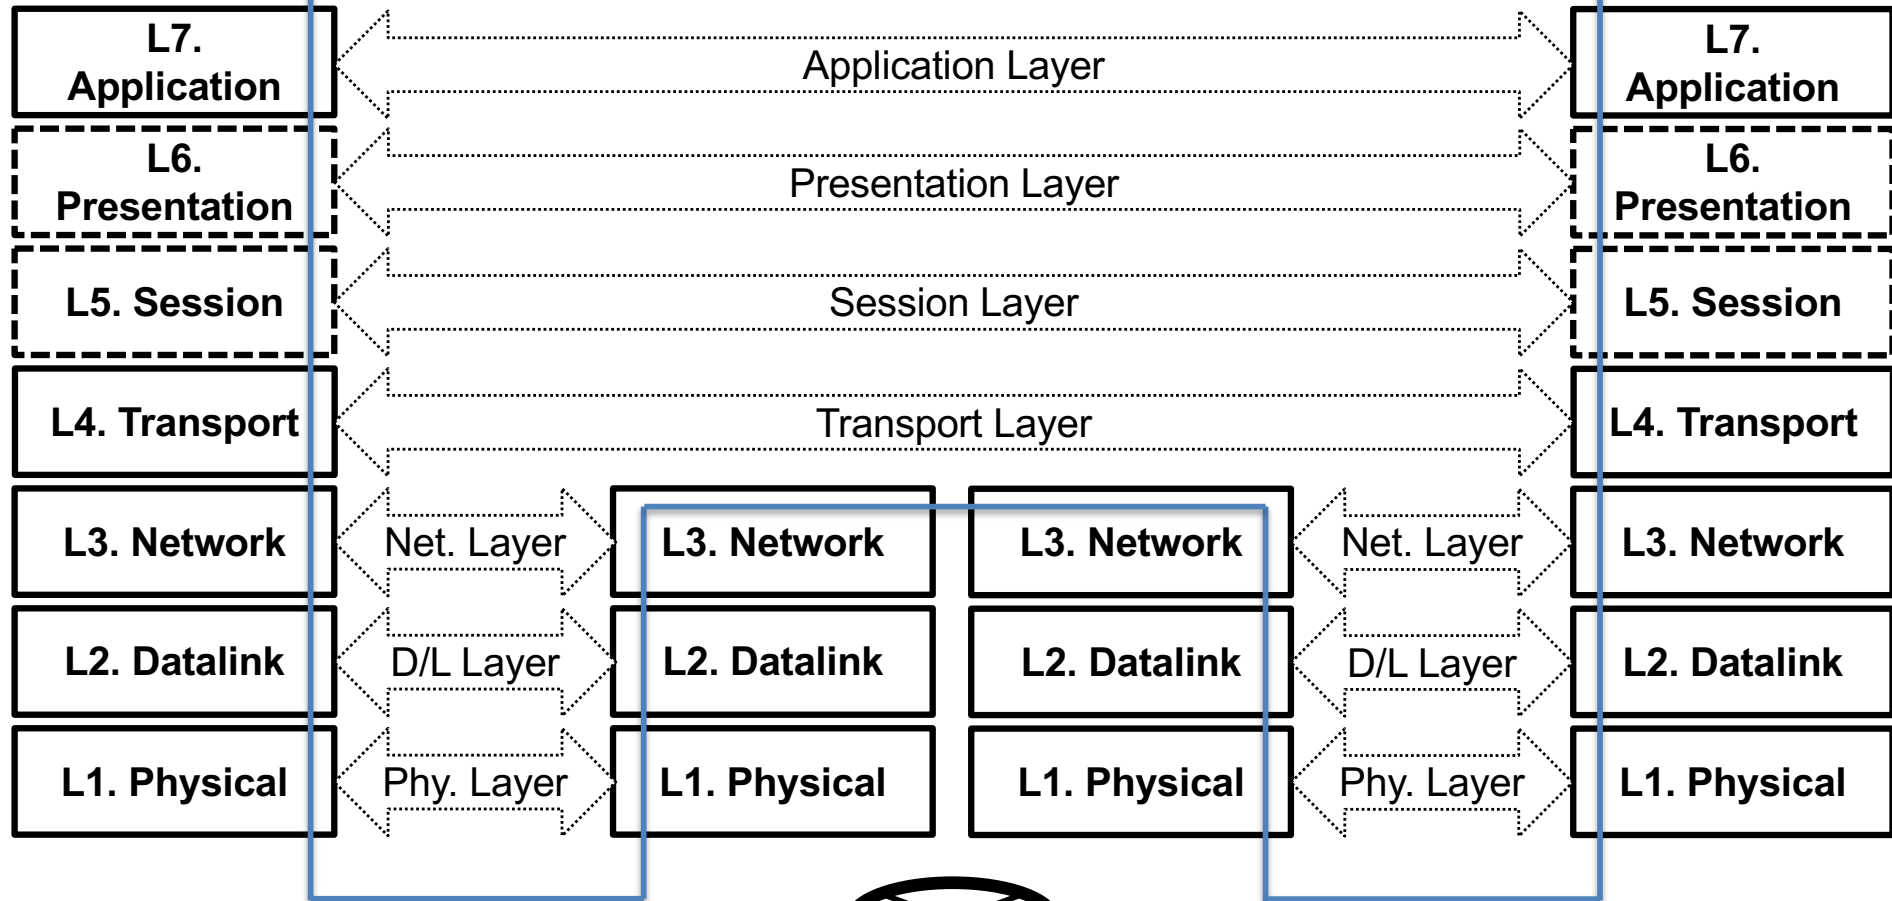 L7.
Application
Application Layer
L7.
Application
L6.
Presentation
Presentation Layer
L6.
Presentation
L5. Session
Session Layer
L5. Session
L4. Transport
Transport Layer
L4. Transport
L3. Network
Net. Layer
L3. Network
L3. Network
Net. Layer
L3. Network
L2. Datalink
D/L Layer
L2. Datalink
L2. Datalink
D/L Layer
L2. Datalink
L1. Physical
Phy. Layer
L1. Physical
L1. Physical
Phy. Layer
L1. Physical